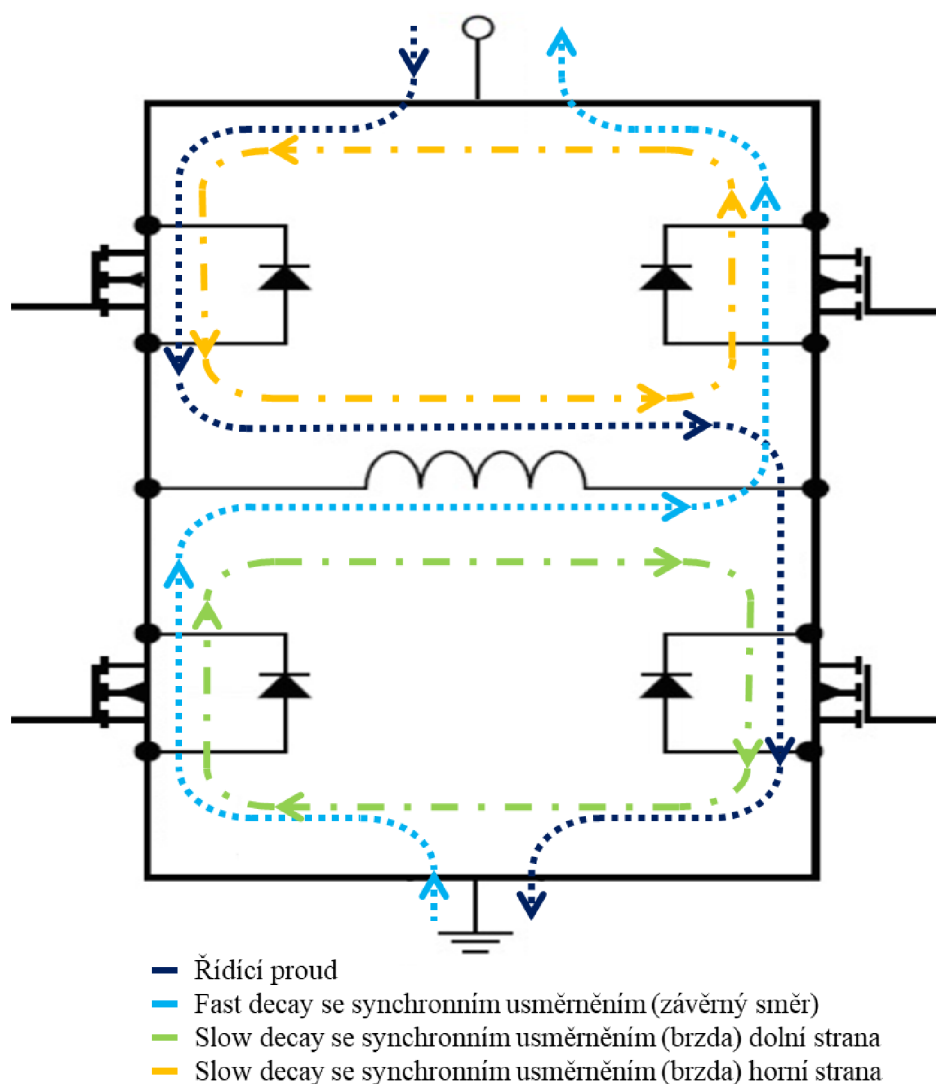 Řídící proud
Fast decay se synchronním usměrněním (závěrný směr)
Slow decay se synchronním usměrněním (brzda) dolní strana
Slow decay se synchronním usměrněním (brzda) horní strana